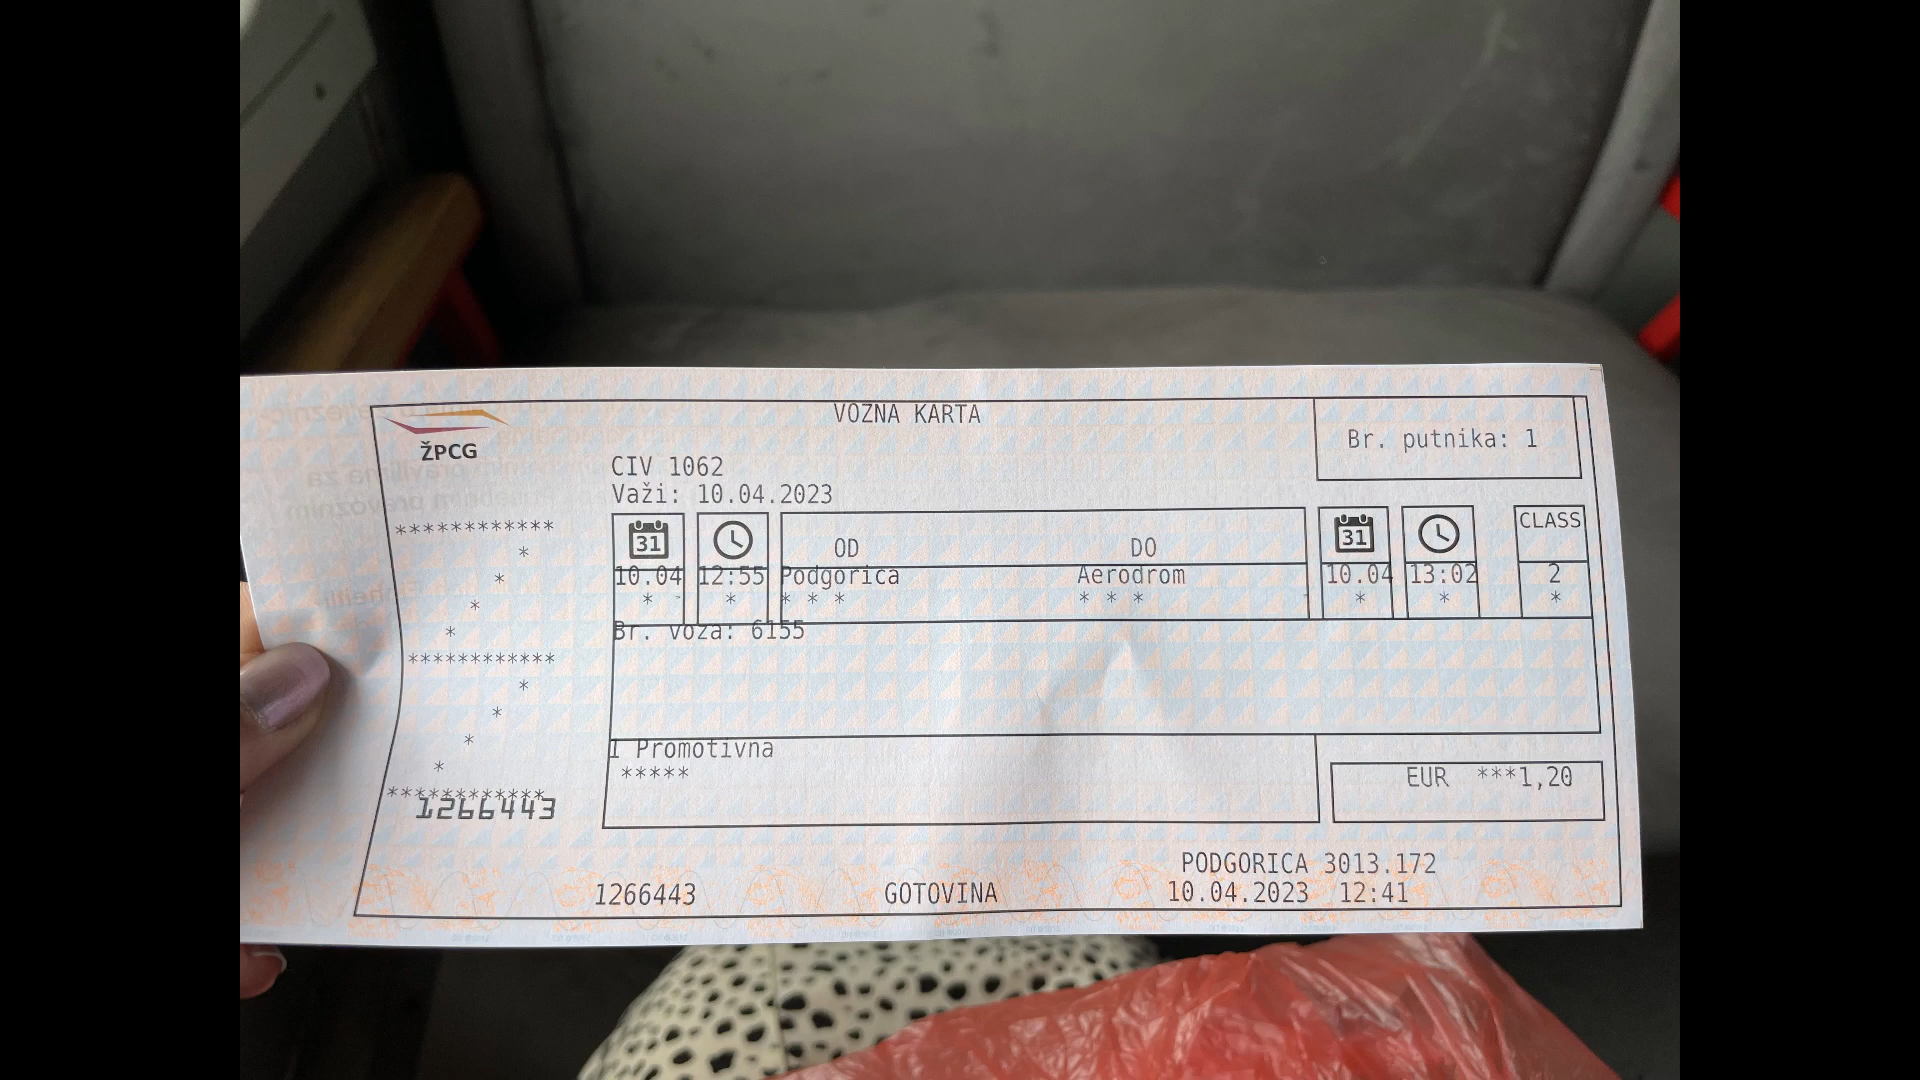 VOZNA KARTA
Br. putnika: 1
ŽPCG
CIV 1062
Važi: 10.04.2023
************
*
*
*
*
************
*
*
*
*
************
1266443
31 OD DO 31 CLASS
10.04 12:55 Podgorica Aerodrom 10.04 13:02 2
* * * * * * * * * * *
Br. voza: 6155
1 Promotivna
*****
EUR ***1,20
PODGORICA 3013.172
1266443 GOTOVINA 10.04.2023 12:41